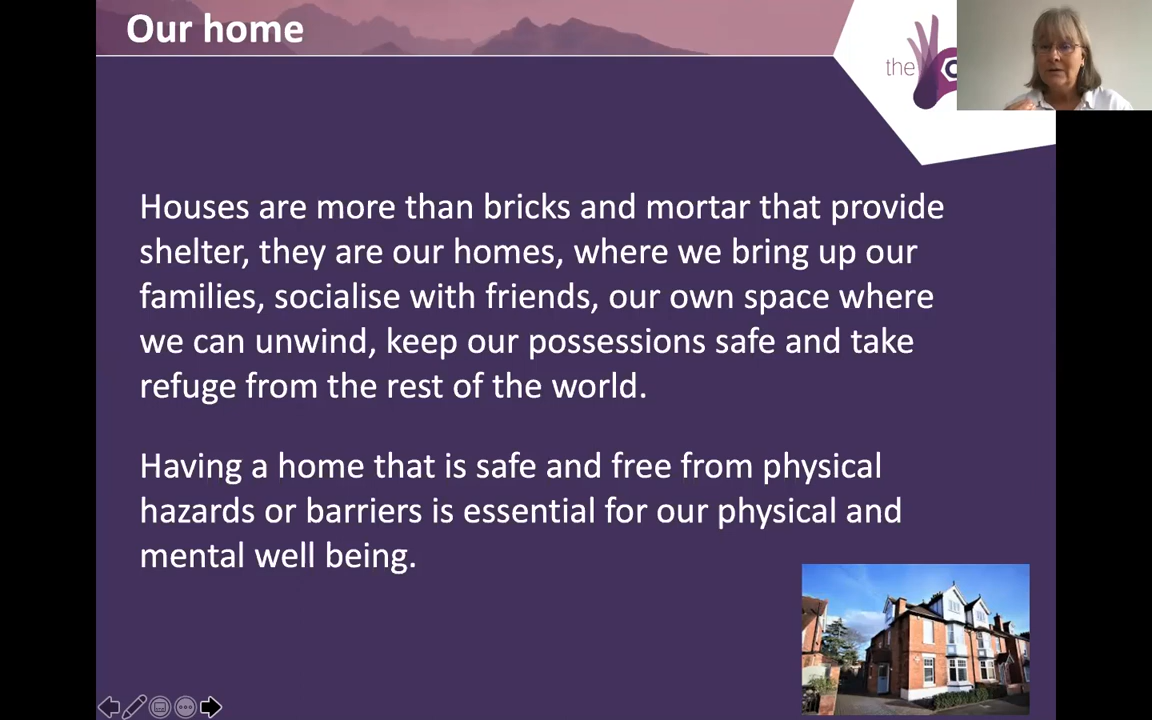 Our home
the
Houses are more than bricks and mortar that provide
shelter, they are our homes, where we bring up our
families, socialise with friends, our own space where
we can unwind, keep our possessions safe and take
refuge from the rest of the world.
Having a home that is safe and free from physical
hazards or barriers is essential for our physical and
mental well being.